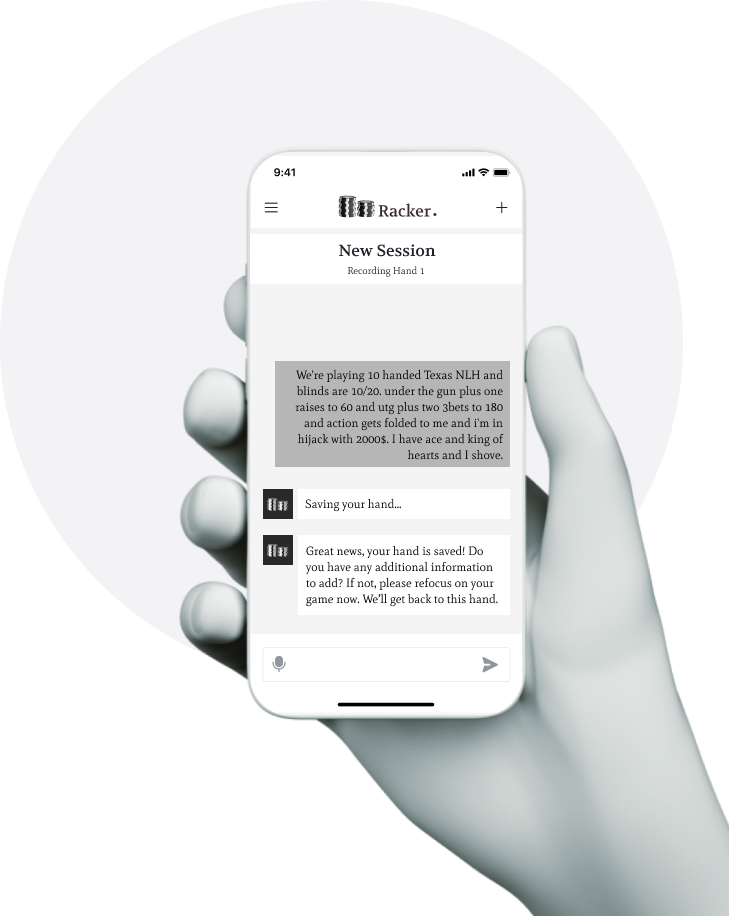 9:41
Racker.
New Session
Recording Hand 1
We're playing 10 handed Texas NLH and
blinds are 10/20. under the gun plus one
raises to 60 and utg plus two 3bets to 180
and action gets folded to me and i'm in
hijack with 2000$. I have ace and king of
hearts and I shove.
Saving your hand...
Great news, your hand is saved! Do
you have any additional information
to add? If not, please refocus on your
game now. We'll get back to this hand.